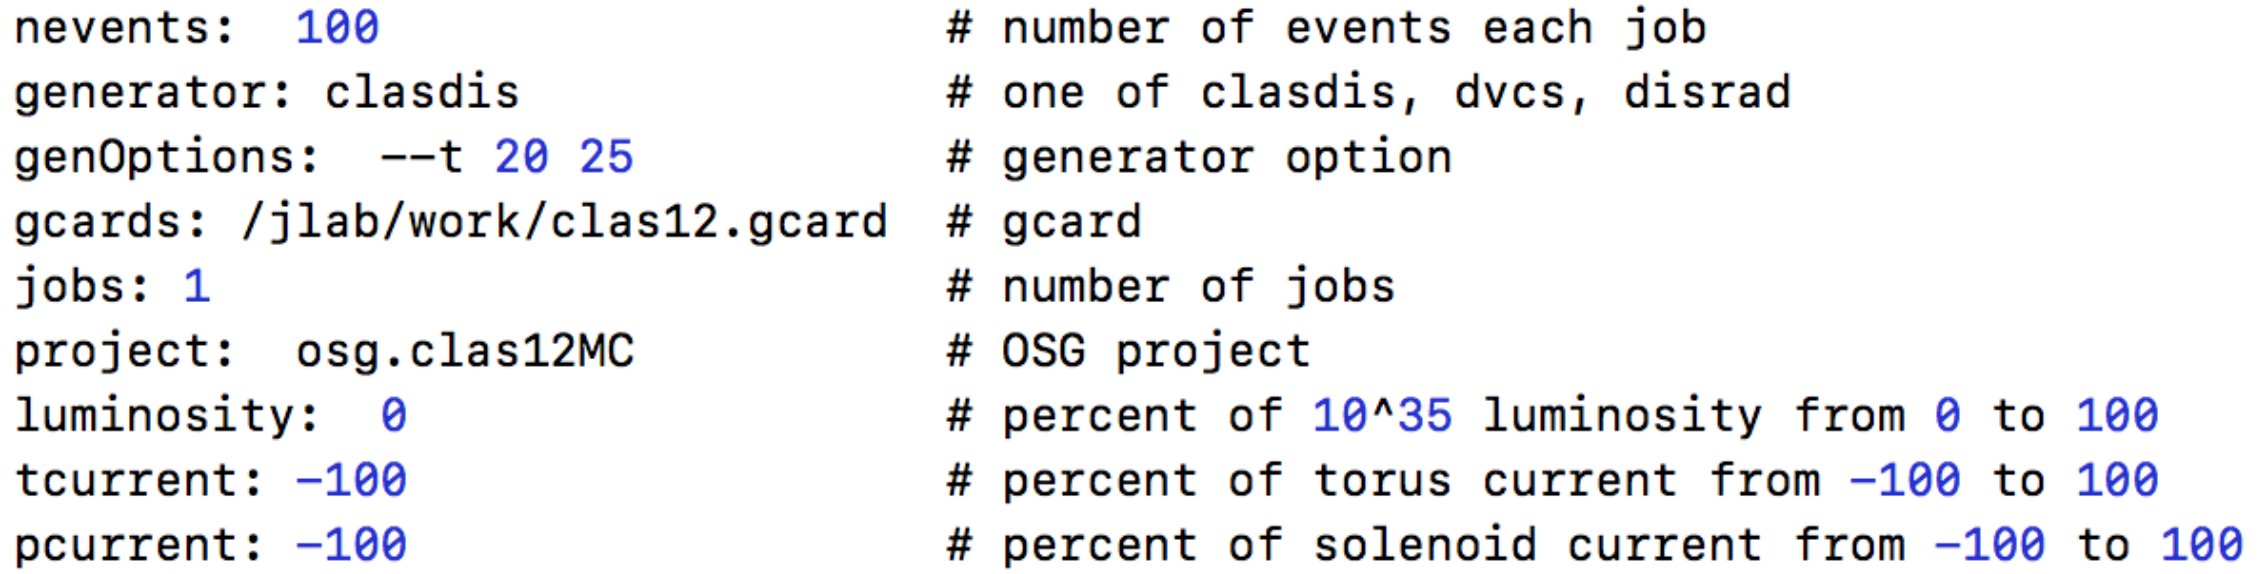 nevents:  100                    # number of events each job
generator: clasdis               # one of clasdis, dvcs, disrad
genOptions:  --t 20 25           # generator option
gcards: /jlab/work/clas12.gcard  # gcard
jobs: 1                          # number of jobs
project:  osg.clas12MC           # OSG project
luminosity:  0                   # percent of 10^35 luminosity from 0 to 100
tcurrent: -100                   # percent of torus current from -100 to 100
pcurrent: -100                   # percent of solenoid current from -100 to 100